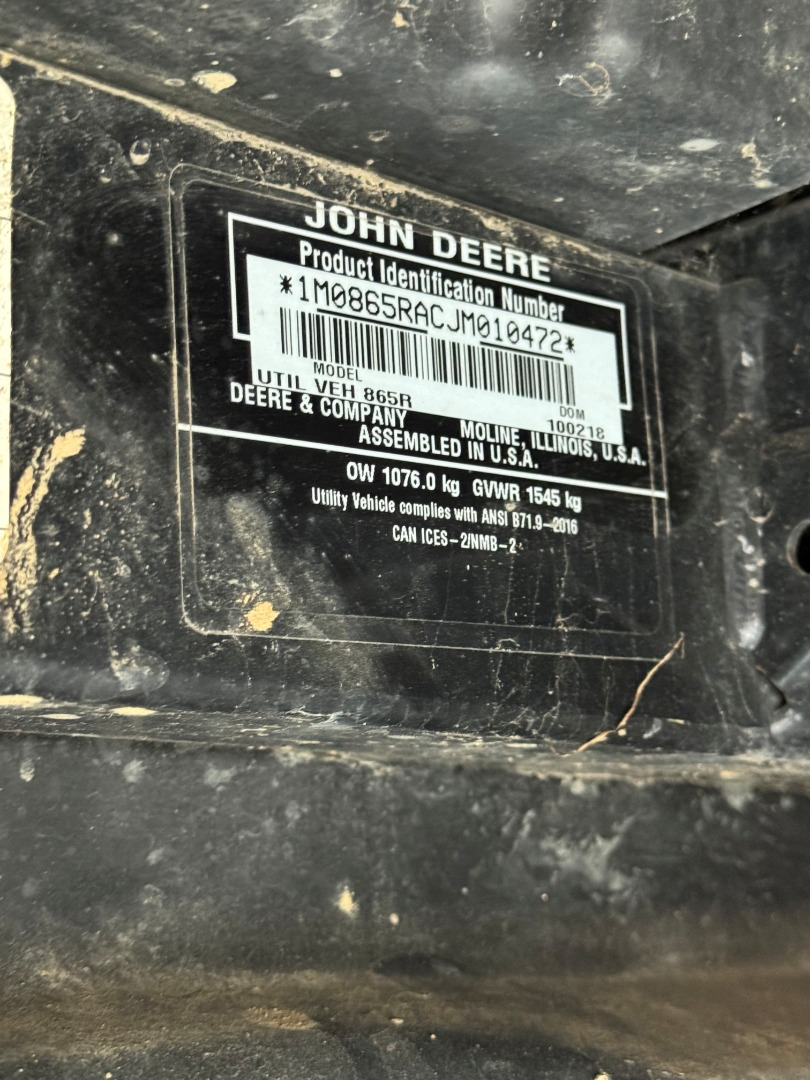 JOHN DEERE
Product Identification Number
*1M0865RACJM010472*
MODEL
UTIL VEH 865R
DOM
100218
DEERE & COMPANY MOLINE, ILLINOIS, U.S.A.
ASSEMBLED IN U.S.A.
OW 1076.0 kg GVWR 1545 kg
Utility Vehicle complies with ANSI B71.9-2016
CAN ICES-2/NMB-2